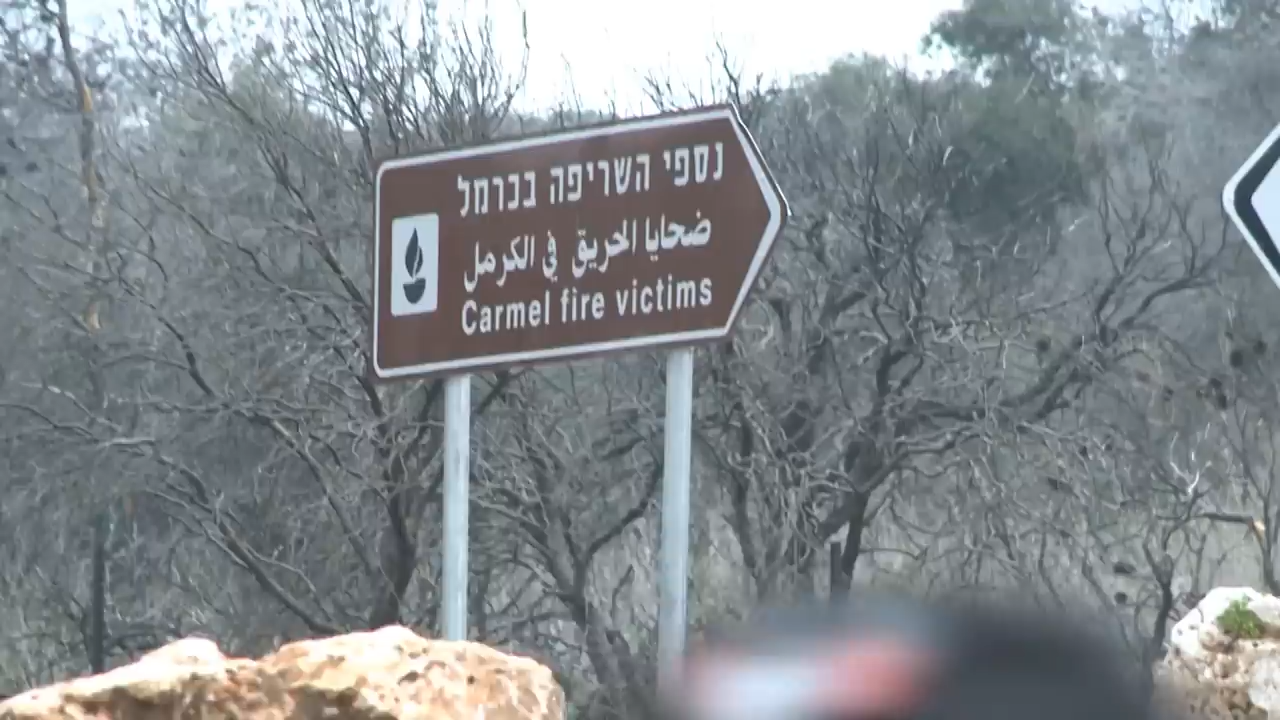 נספי השריפה בכרמל
ضحايا الحريق في الكرمل
Carmel fire victims